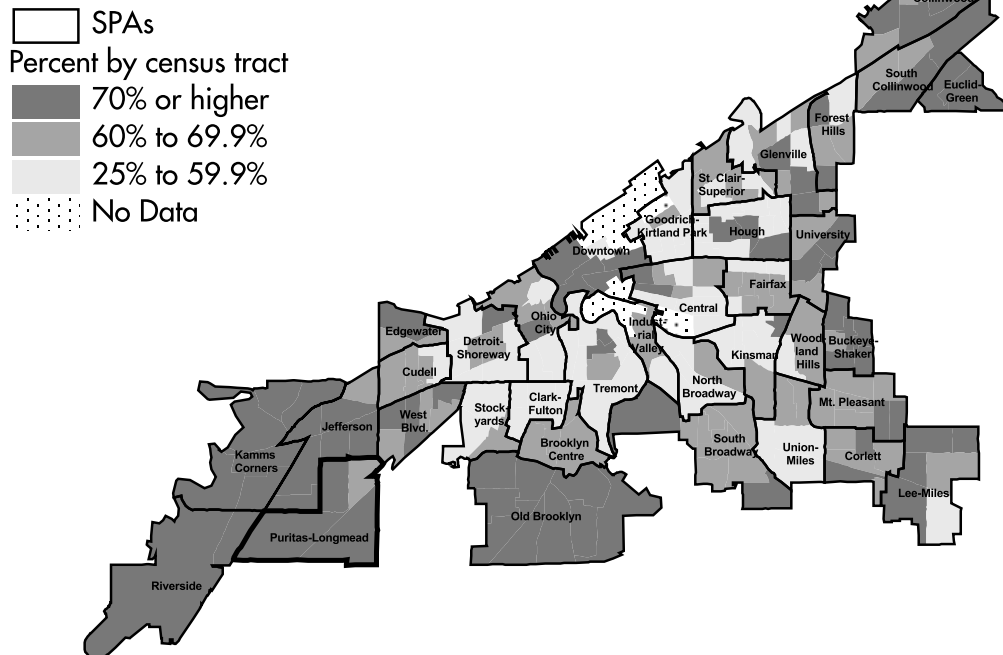 SPAs
Percent by census tract
70% or higher
60% to 69.9%
25% to 59.9%
No Data
Collinwood
South
Collinwood
Euclid-
Green
Forest
Hills
Glenville
St. Clair-
Superior
Goodrich-
Kirtland Park
Hough
University
Downtown
Fairfax
Central
Ohio
City
Indust-
rial
Valley
Edgewater
Detroit-
Shoreway
Kinsman
Wood-
land
Hills
Buckeye-
Shaker
Cudell
Tremont
North
Broadway
Mt. Pleasant
Clark-
Fulton
Stock-
yards
West
Blvd.
Jefferson
Brooklyn
Centre
South
Broadway
Union-
Miles
Corlett
Kamms
Corners
Lee-Miles
Old Brooklyn
Puritas-Longmead
Riverside